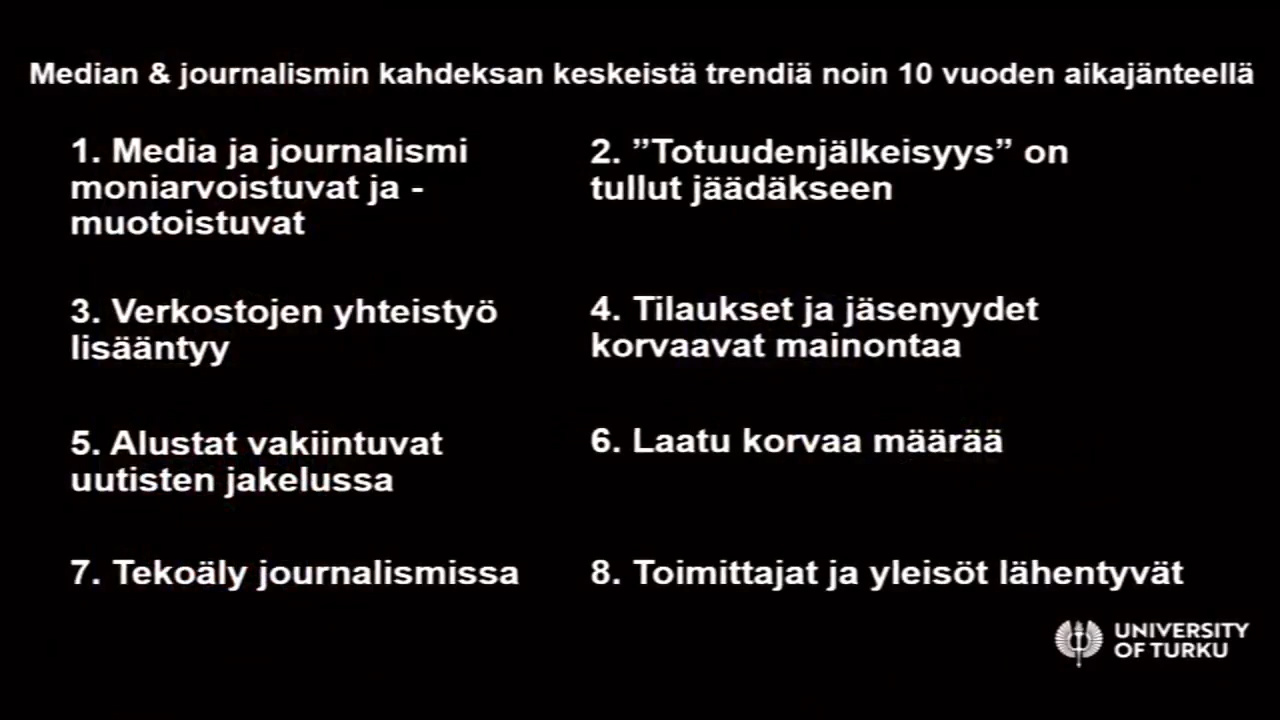 Median & journalismin kahdeksan keskeistä trendiä noin 10 vuoden aikajänteellä
1. Media ja journalismi
moniarvoistuvat ja -
muotoistuvat
2. ”Totuudenjälkeisyys” on
tullut jäädäkseen
3. Verkostojen yhteistyö
lisääntyy
4. Tilaukset ja jäsenyydet
korvaavat mainontaa
5. Alustat vakiintuvat
uutisten jakelussa
6. Laatu korvaa määrää
7. Tekoäly journalismissa
8. Toimittajat ja yleisöt lähentyvät
UNIVERSITY
OF TURKU